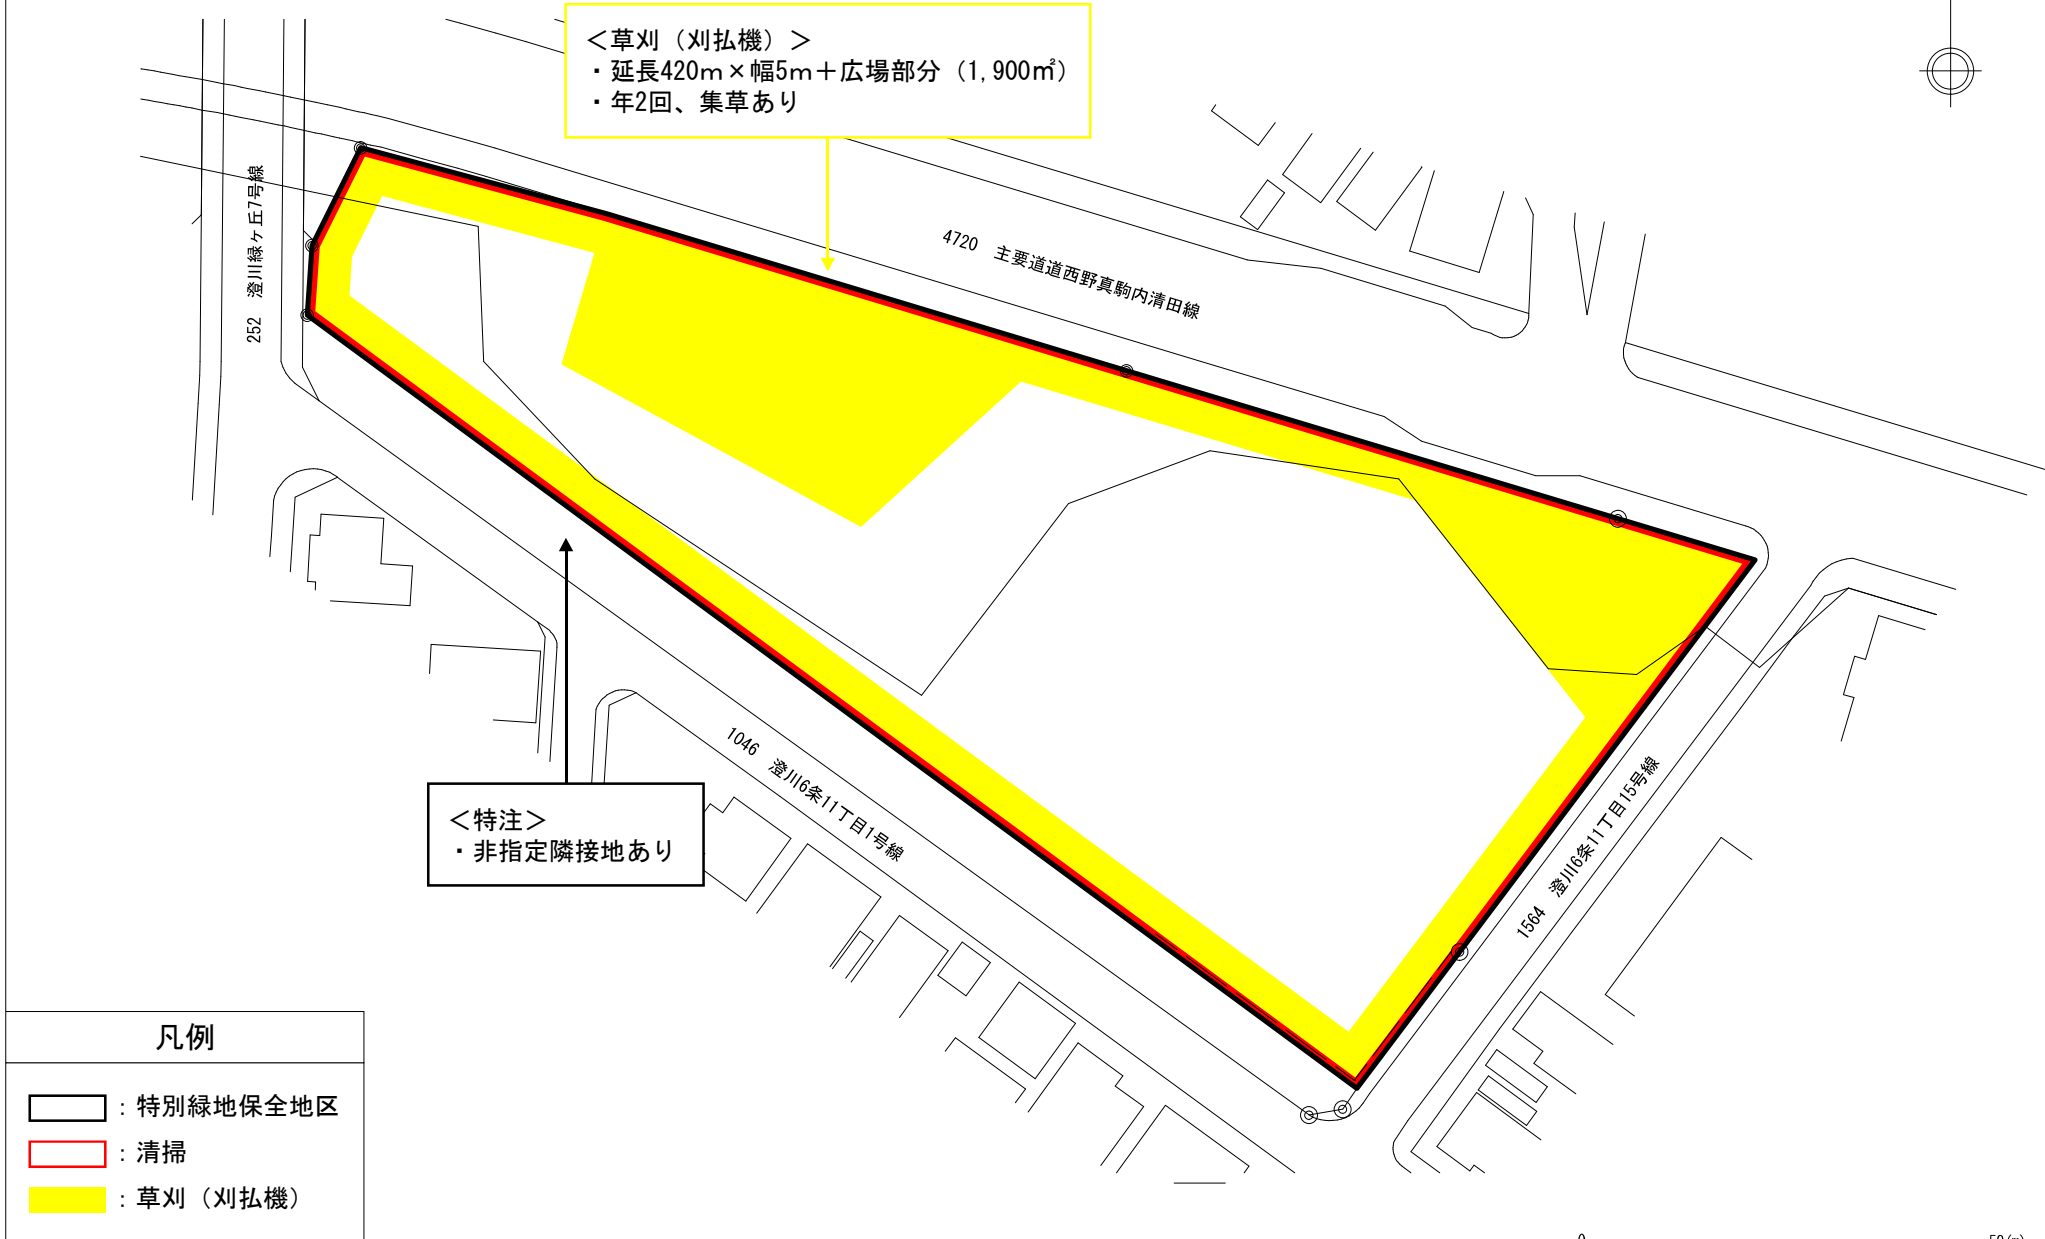 ＜草刈（刈払機）＞
・延長420ｍ×幅5ｍ＋広場部分（1,900㎡）
・年2回、集草あり
252　澄川緑ヶ丘7号線
4720　主要道道西野真駒内清田線
1046　澄川6条11丁目1号線
1564　澄川6条11丁目15号線
＜特注＞
・非指定隣接地あり
凡例
：特別緑地保全地区
：清掃
：草刈（刈払機）
0
50(m)